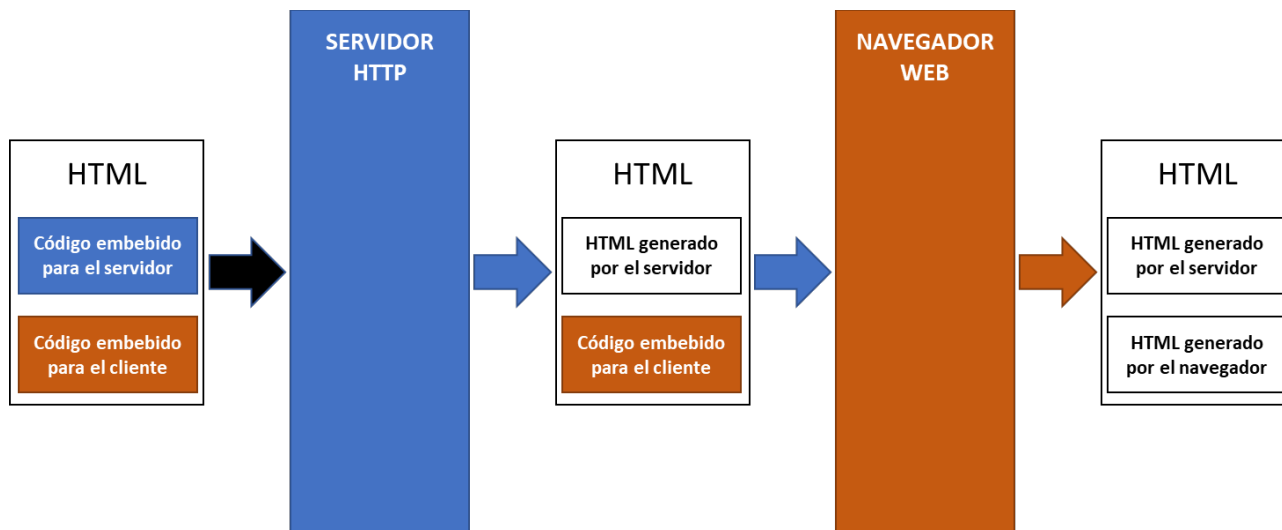 SERVIDOR
HTTP
NAVEGADOR
WEB
HTML
Código embebido
para el servidor
Código embebido
para el cliente
HTML
HTML generado
por el servidor
Código embebido
para el cliente
HTML
HTML generado
por el servidor
HTML generado
por el navegador